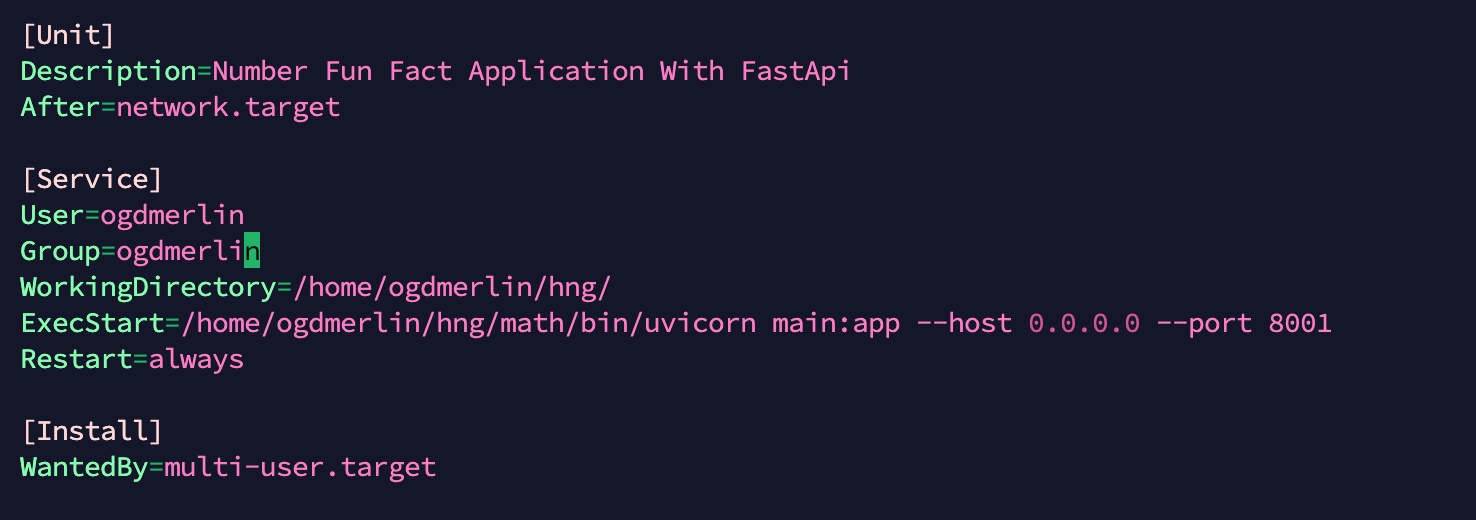 [Unit]
Description=Number Fun Fact Application With FastApi
After=network.target
[Service]
User=ogdmerlin
Group=ogdmerlin
WorkingDirectory=/home/ogdmerlin/hng/
ExecStart=/home/ogdmerlin/hng/math/bin/uvicorn main:app --host 0.0.0.0 --port 8001
Restart=always
[Install]
WantedBy=multi-user.target